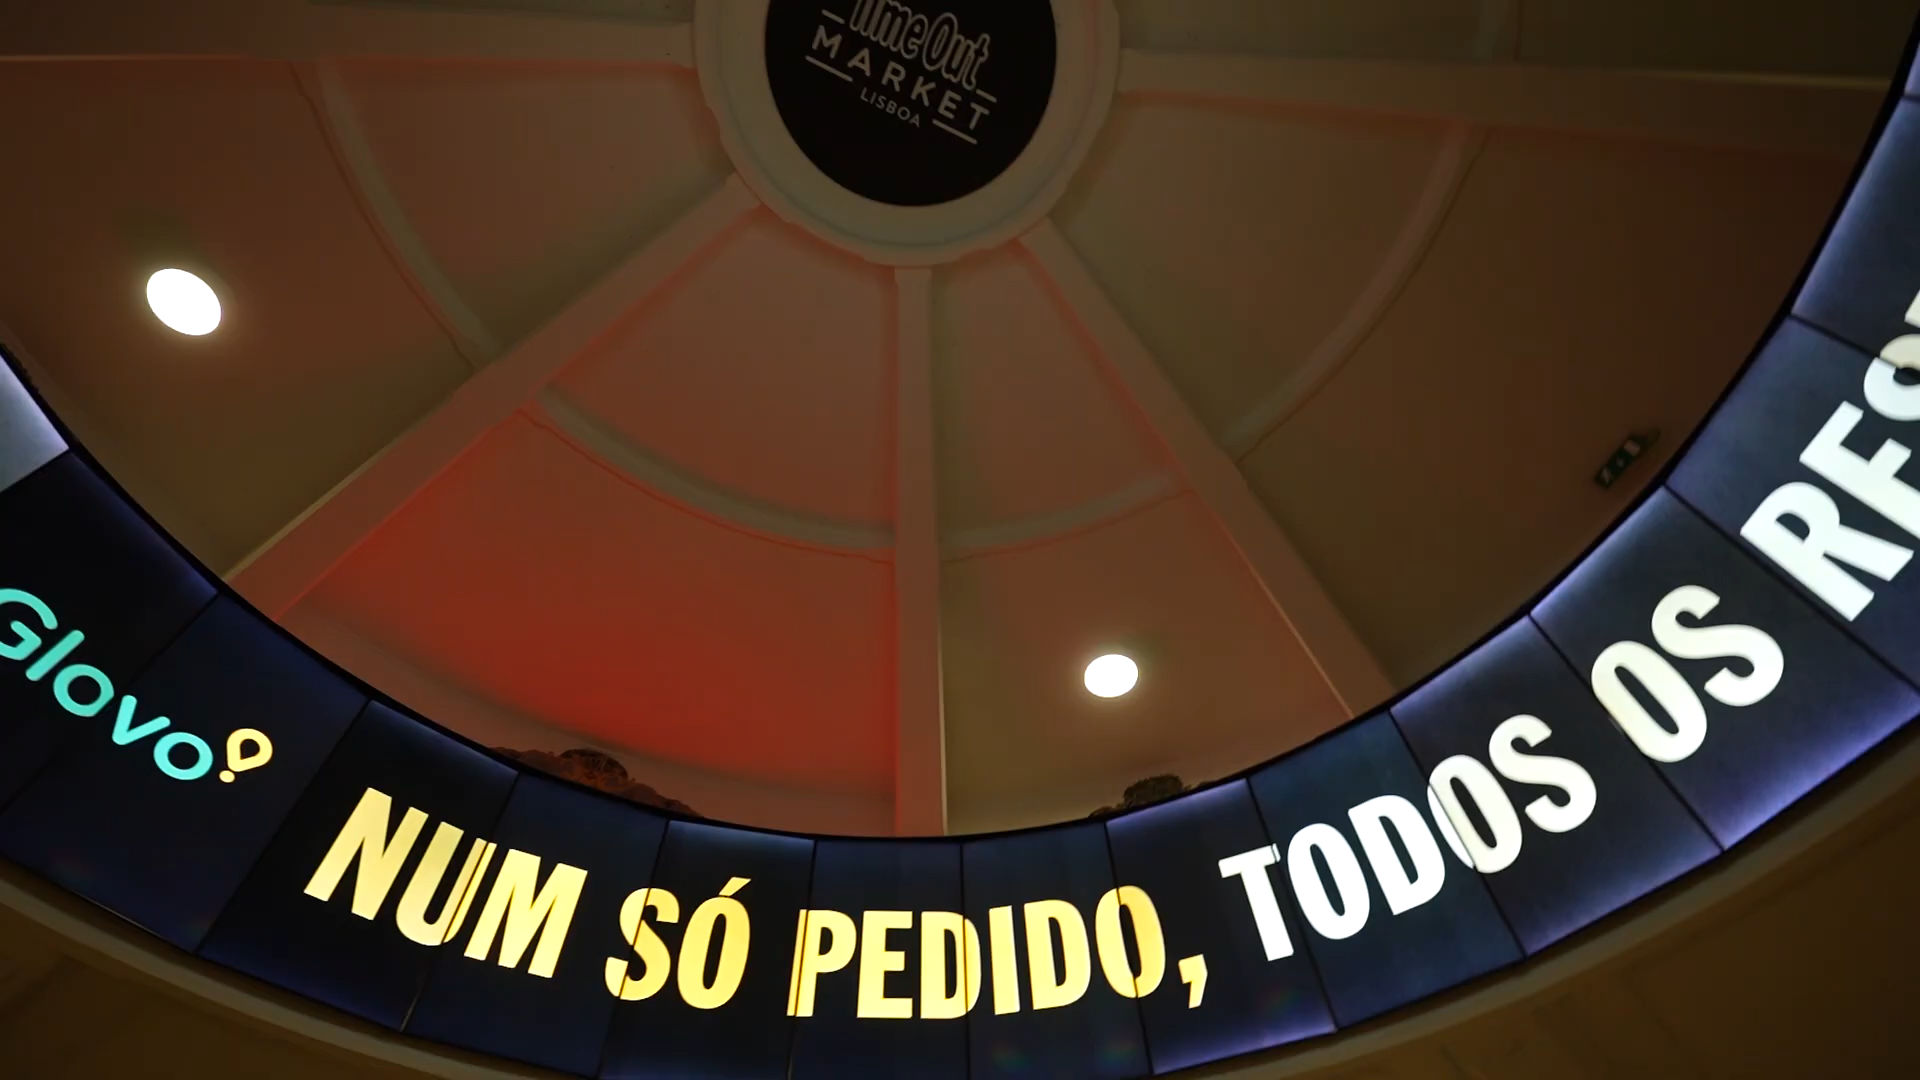 Time Out
MARKET
LISBOA
Glovo
NUM SÓ PEDIDO, TODOS OS